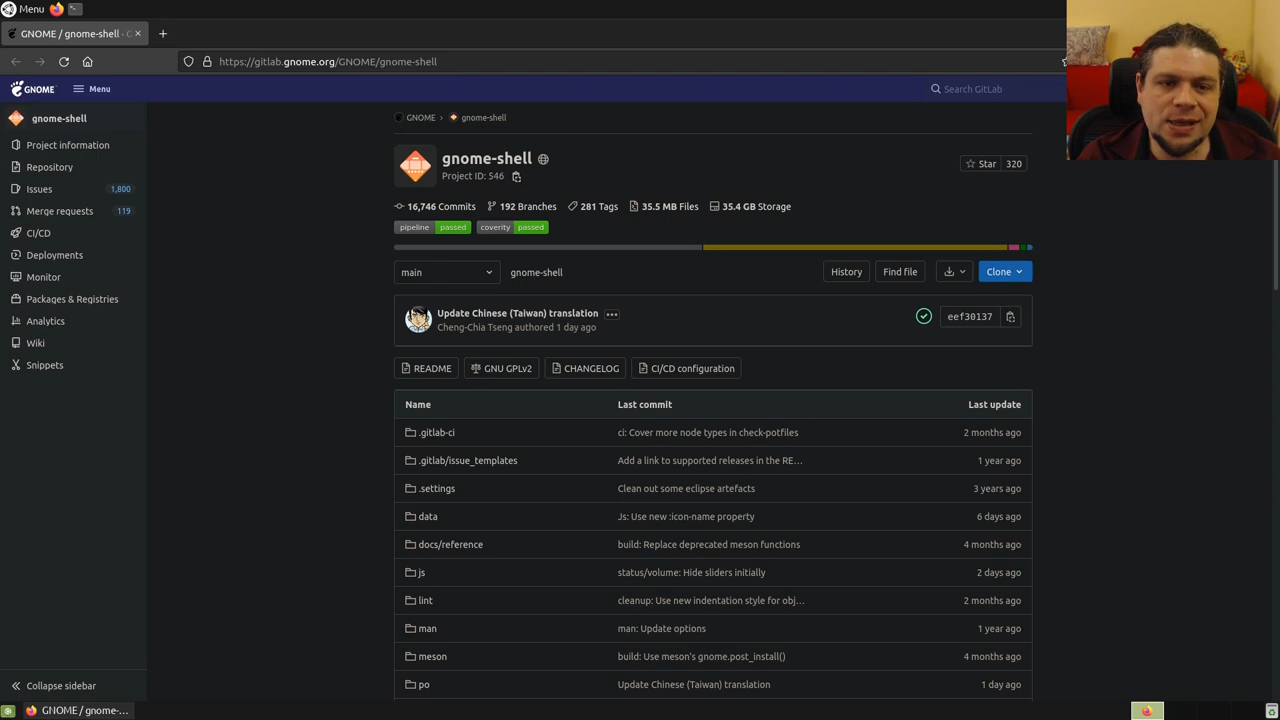 Menu
GNOME / gnome-shell · G
https://gitlab.gnome.org/GNOME/gnome-shell
GNOME Menu
Search GitLab
gnome-shell
Project information
Repository
Issues 1,800
Merge requests 119
CI/CD
Deployments
Monitor
Packages & Registries
Analytics
Wiki
Snippets
Collapse sidebar
GNOME › gnome-shell
gnome-shell
Project ID: 546
Star 320
16,746 Commits 192 Branches 281 Tags 35.5 MB Files 35.4 GB Storage
pipeline passed coverity passed
main gnome-shell History Find file Clone
Update Chinese (Taiwan) translation
Cheng-Chia Tseng authored 1 day ago
eef30137
README GNU GPLv2 CHANGELOG CI/CD configuration
Name Last commit Last update
.gitlab-ci ci: Cover more node types in check-potfiles 2 months ago
.gitlab/issue_templates Add a link to supported releases in the RE… 1 year ago
.settings Clean out some eclipse artefacts 3 years ago
data Js: Use new :icon-name property 6 days ago
docs/reference build: Replace deprecated meson functions 4 months ago
js status/volume: Hide sliders initially 2 days ago
lint cleanup: Use new indentation style for obj… 2 months ago
man man: Update options 1 year ago
meson build: Use meson's gnome.post_install() 4 months ago
po Update Chinese (Taiwan) translation 1 day ago
GNOME / gnome-...